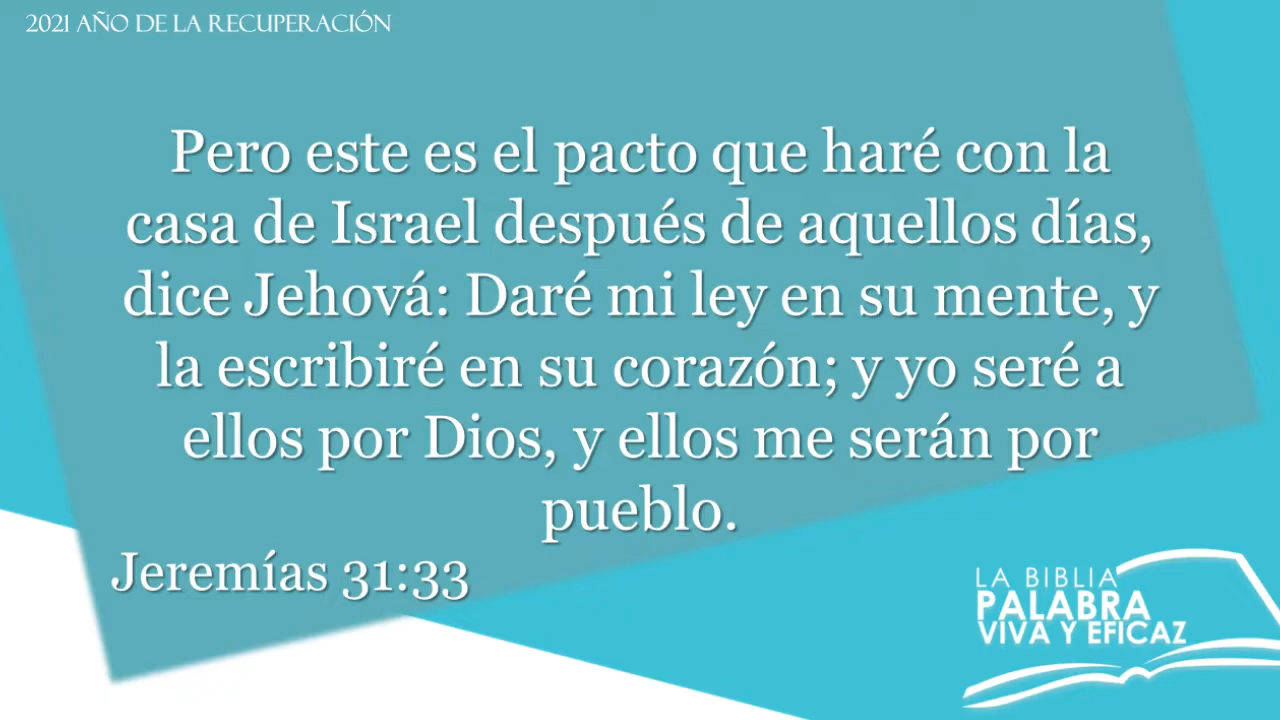 2021 AÑO DE LA RECUPERACIÓN
Pero este es el pacto que haré con la
casa de Israel después de aquellos días,
dice Jehová: Daré mi ley en su mente, y
la escribiré en su corazón; y yo seré a
ellos por Dios, y ellos me serán por
pueblo.
Jeremías 31:33
LA BIBLIA
PALABRA
VIVA Y EFICAZ